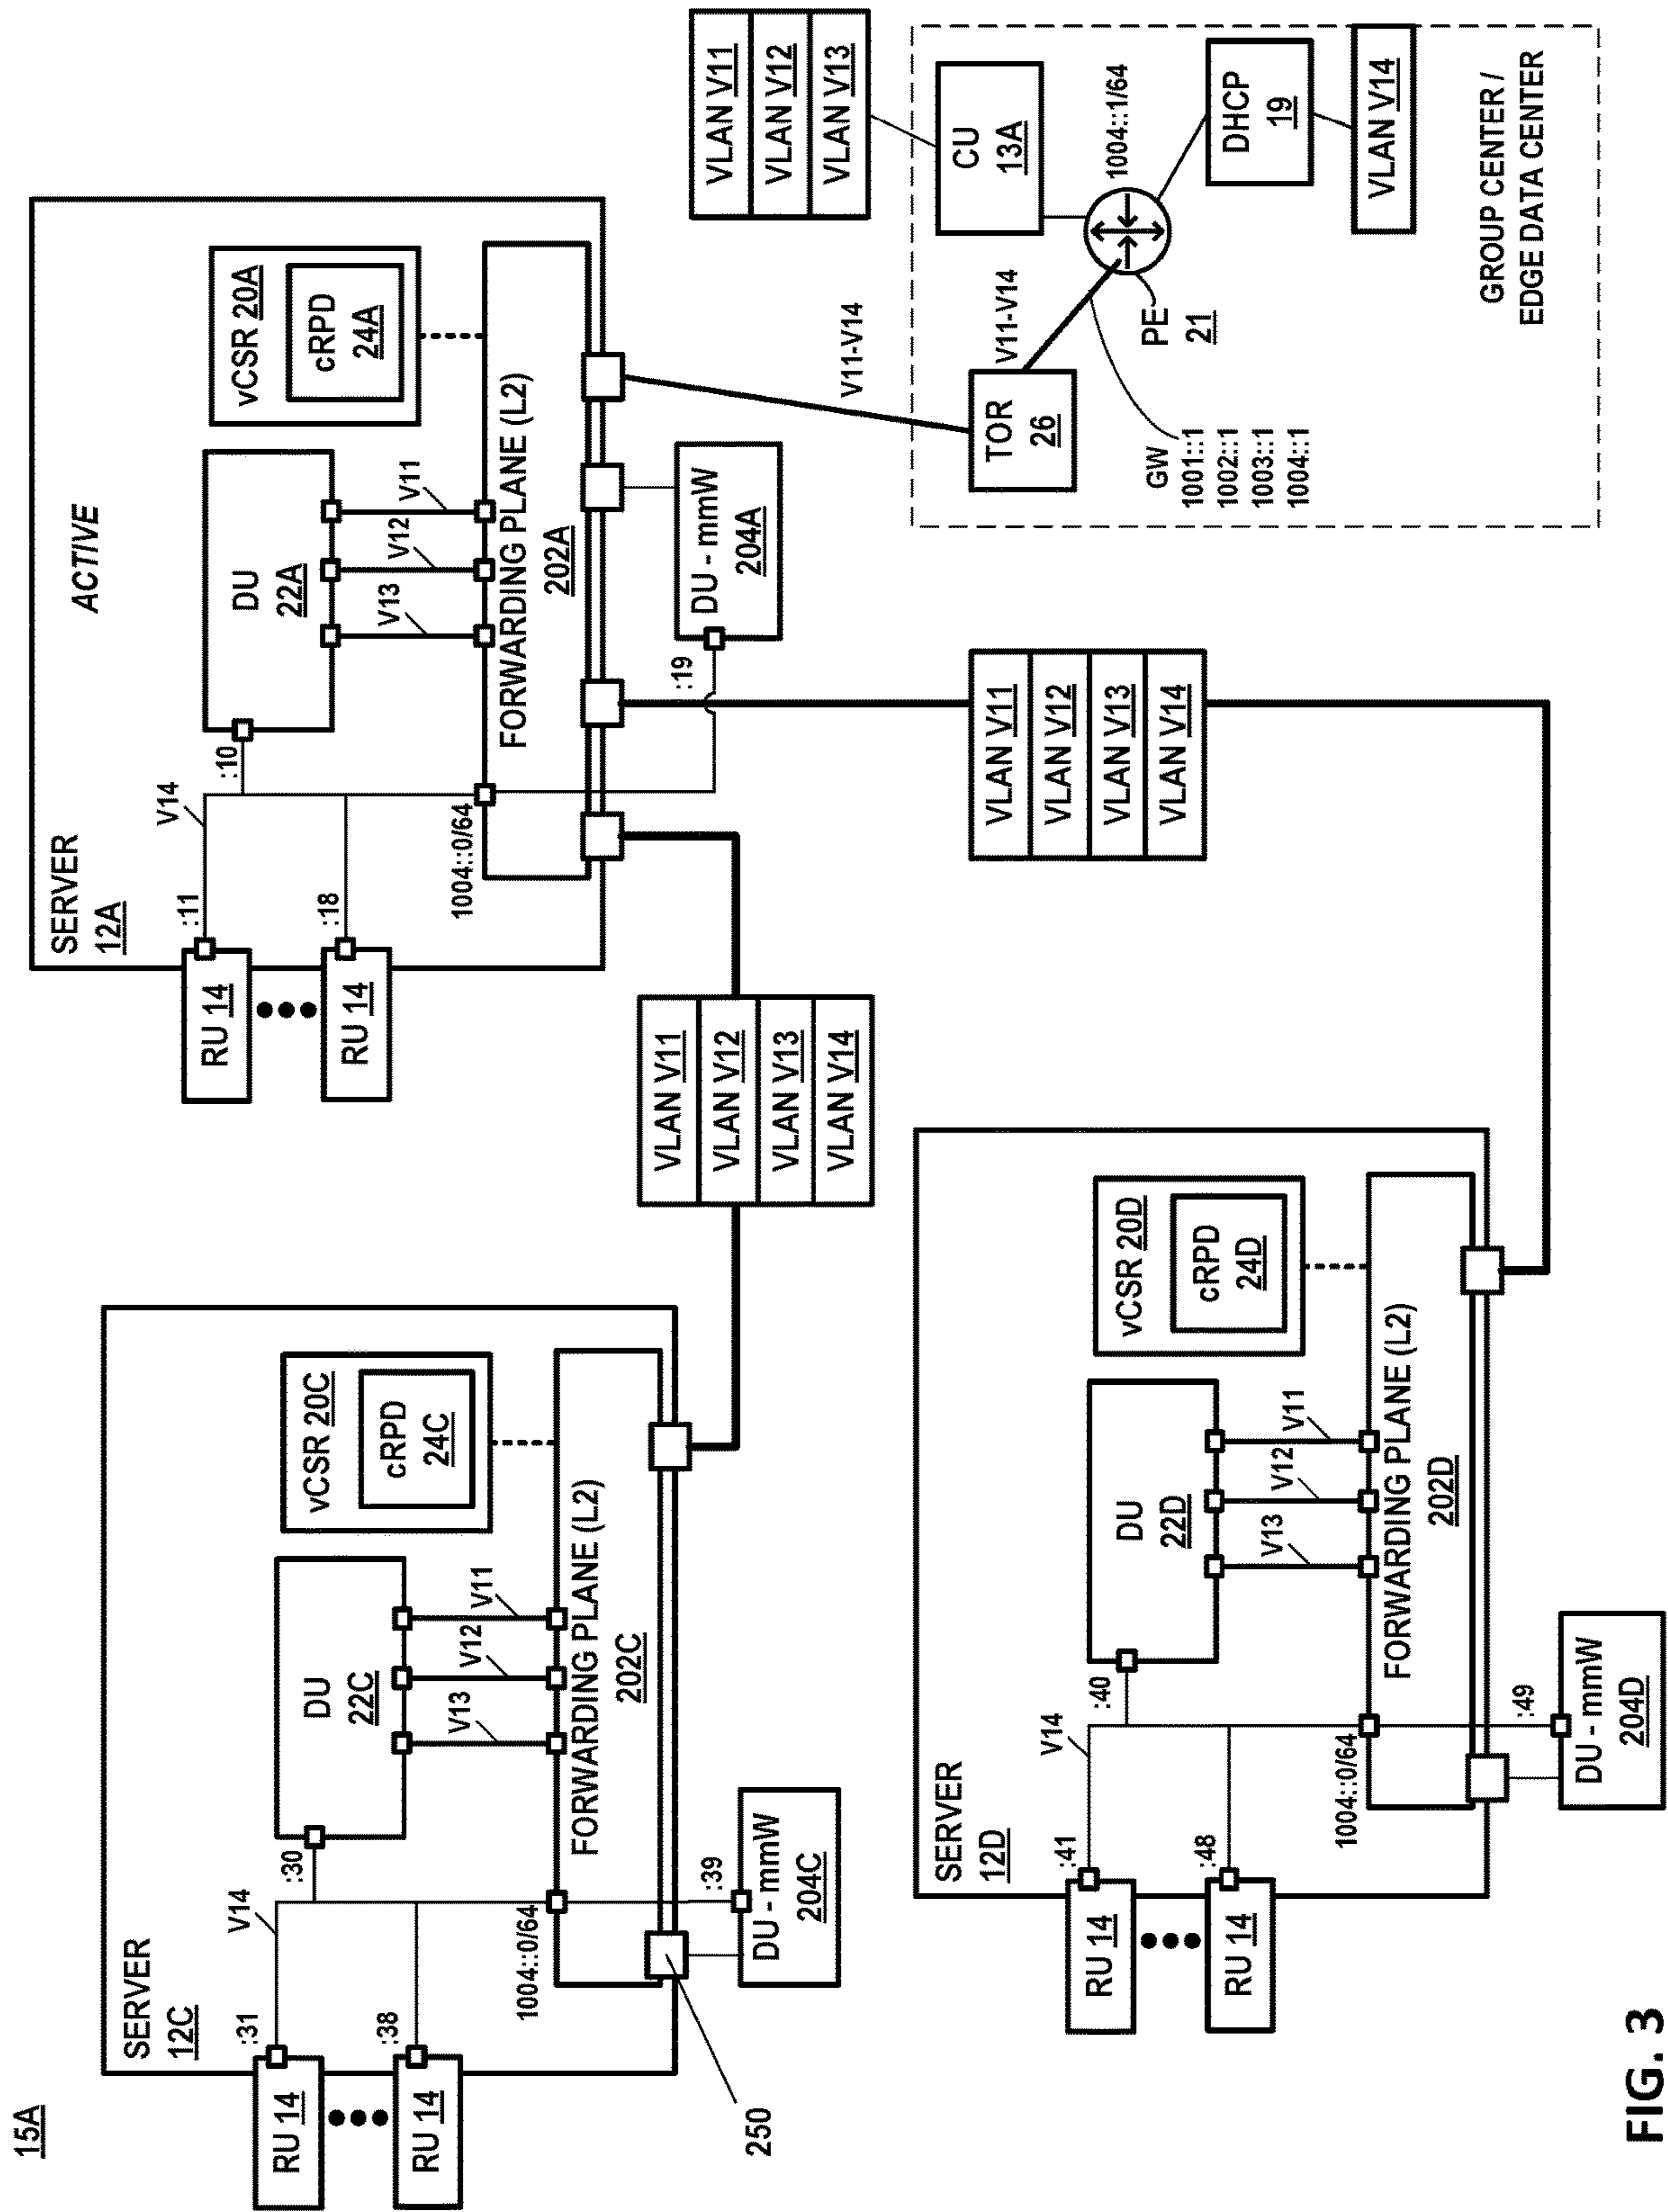 15A
SERVER
12C
RU 14
RU 14
:31
:38
V14
:30
DU
22C
V13
V12
V11
vCSR 20C
cRPD
24C
1004::0/64
FORWARDING PLANE (L2)
202C
250
:39
DU - mmW
204C
VLAN V11
VLAN V12
VLAN V13
VLAN V14
SERVER
12A
ACTIVE
RU 14
RU 14
:11
:18
V14
:10
DU
22A
V13
V12
V11
vCSR 20A
cRPD
24A
1004::0/64
FORWARDING PLANE (L2)
202A
:19
DU - mmW
204A
VLAN V11
VLAN V12
VLAN V13
VLAN V14
SERVER
12D
RU 14
RU 14
:41
:48
V14
:40
DU
22D
V13
V12
V11
vCSR 20D
cRPD
24D
1004::0/64
FORWARDING PLANE (L2)
202D
:49
DU - mmW
204D
V11-V14
VLAN V11
VLAN V12
VLAN V13
TOR
26
V11-V14
GW
1001::1
1002::1
1003::1
1004::1
PE
21
CU
13A
1004::1/64
DHCP
19
VLAN V14
GROUP CENTER /
EDGE DATA CENTER
FIG. 3